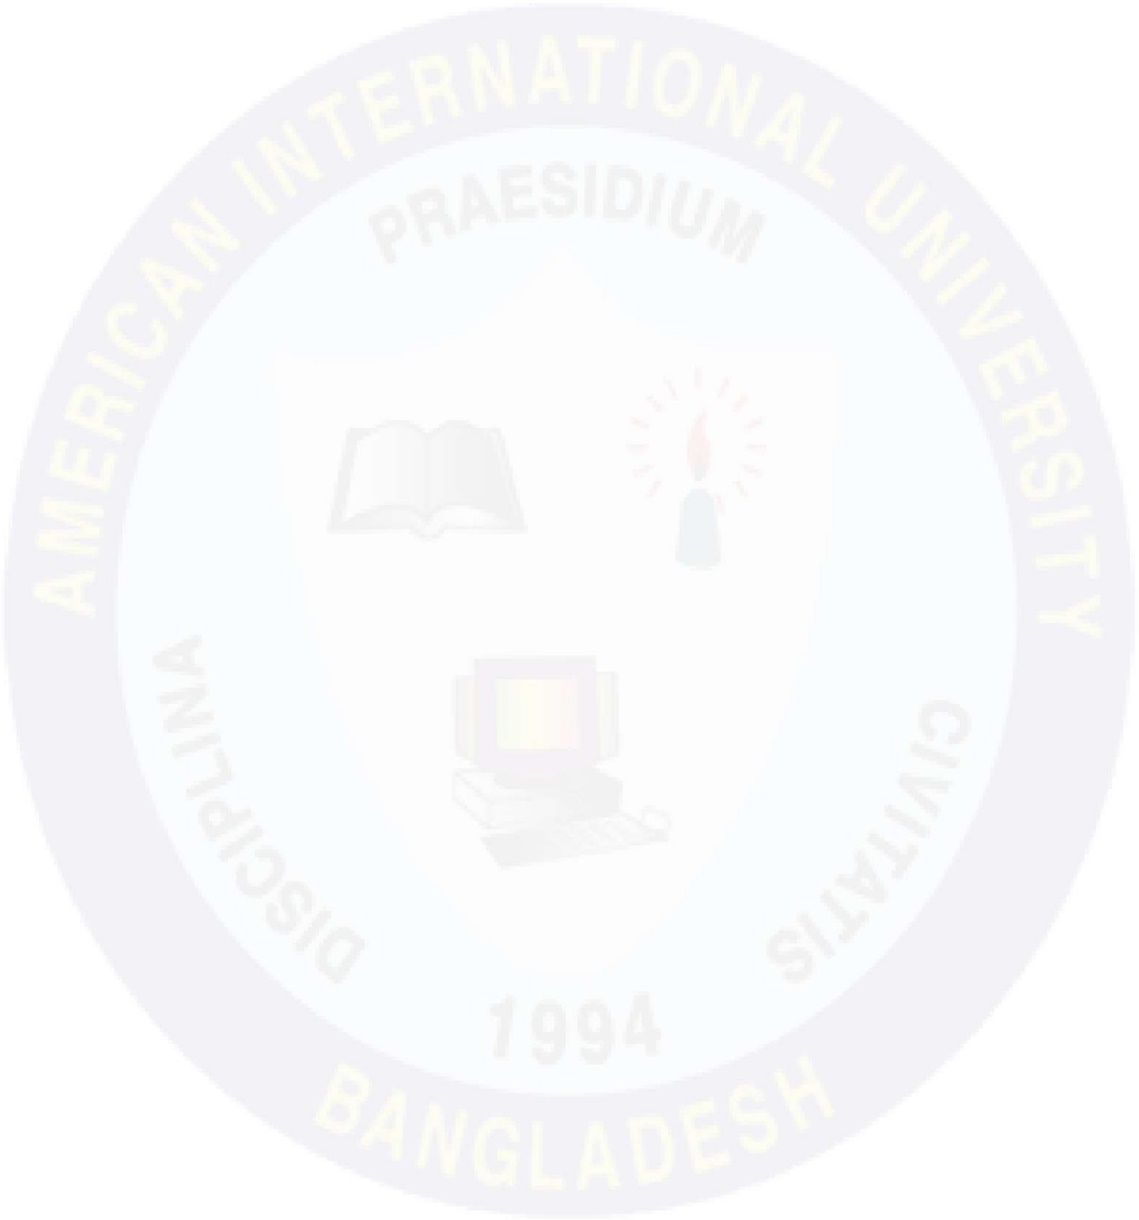 AMERICAN INTERNATIONAL UNIVERSITY
PRAESIDIUM
DISCIPLINA
CIVITATIS
1994
BANGLADESH